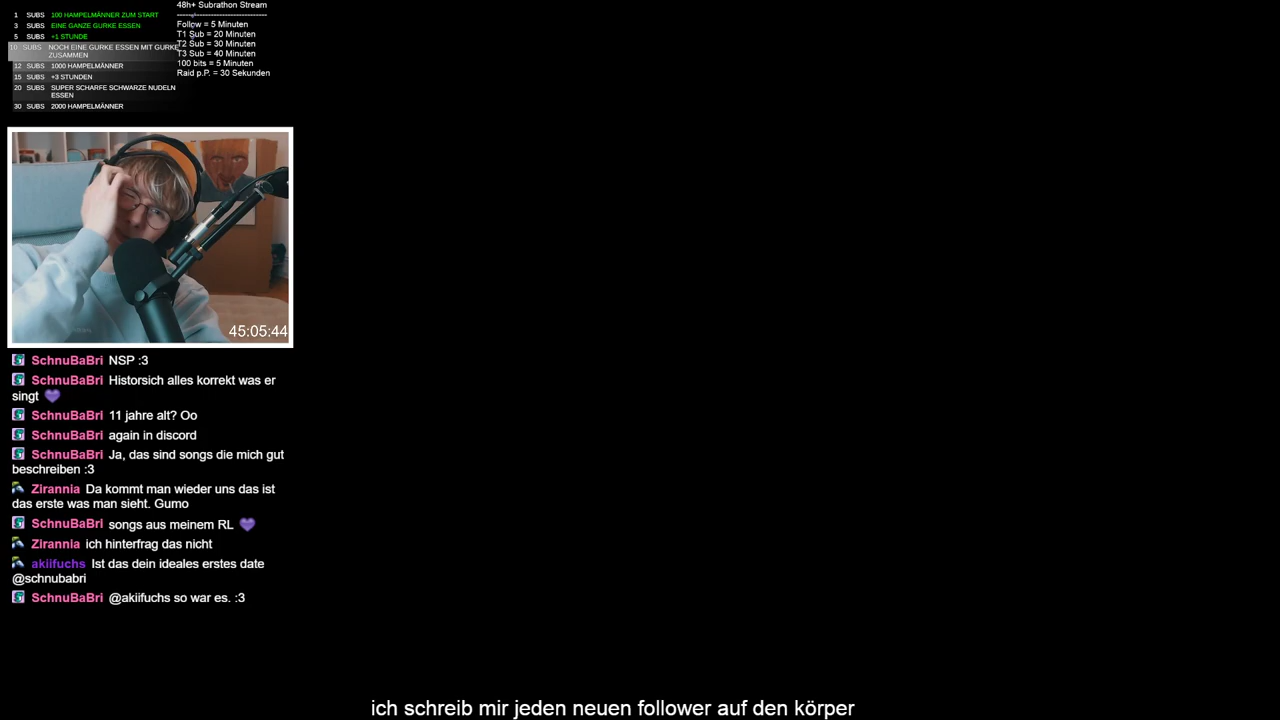 1 SUBS 100 HAMPELMÄNNER ZUM START
3 SUBS EINE GANZE GURKE ESSEN
5 SUBS +1 STUNDE
10 SUBS NOCH EINE GURKE ESSEN MIT GURKE
ZUSAMMEN
12 SUBS 1000 HAMPELMÄNNER
15 SUBS +3 STUNDEN
20 SUBS SUPER SCHARFE SCHWARZE NUDELN
ESSEN
30 SUBS 2000 HAMPELMÄNNER
48h+ Subrathon Stream
------------------------------
Follow = 5 Minuten
T1 Sub = 20 Minuten
T2 Sub = 30 Minuten
T3 Sub = 40 Minuten
100 bits = 5 Minuten
Raid p.P. = 30 Sekunden
45:05:44
SchnuBaBri NSP :3
SchnuBaBri Historsich alles korrekt was er
singt 💜
SchnuBaBri 11 jahre alt? Oo
SchnuBaBri again in discord
SchnuBaBri Ja, das sind songs die mich gut
beschreiben :3
Zirannia Da kommt man wieder uns das ist
das erste was man sieht. Gumo
SchnuBaBri songs aus meinem RL 💜
Zirannia ich hinterfrag das nicht
akiifuchs Ist das dein ideales erstes date
@schnubabri
SchnuBaBri @akiifuchs so war es. :3
ich schreib mir jeden neuen follower auf den körper